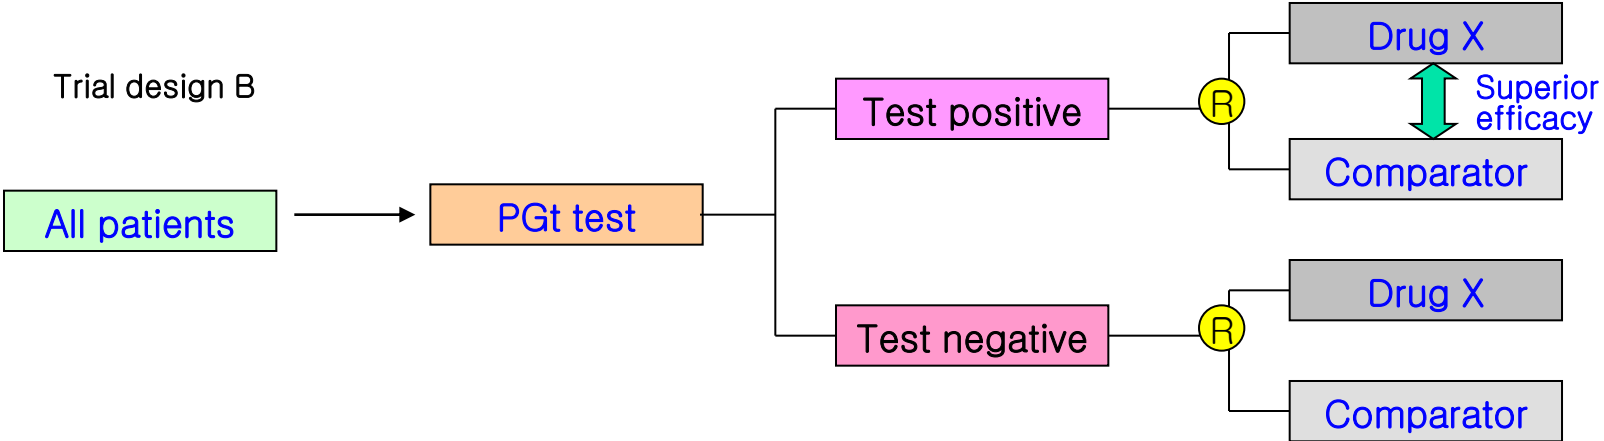 Trial design B
All patients
PGt test
Test positive
R
Drug X
Superior
efficacy
Comparator
Test negative
R
Drug X
Comparator